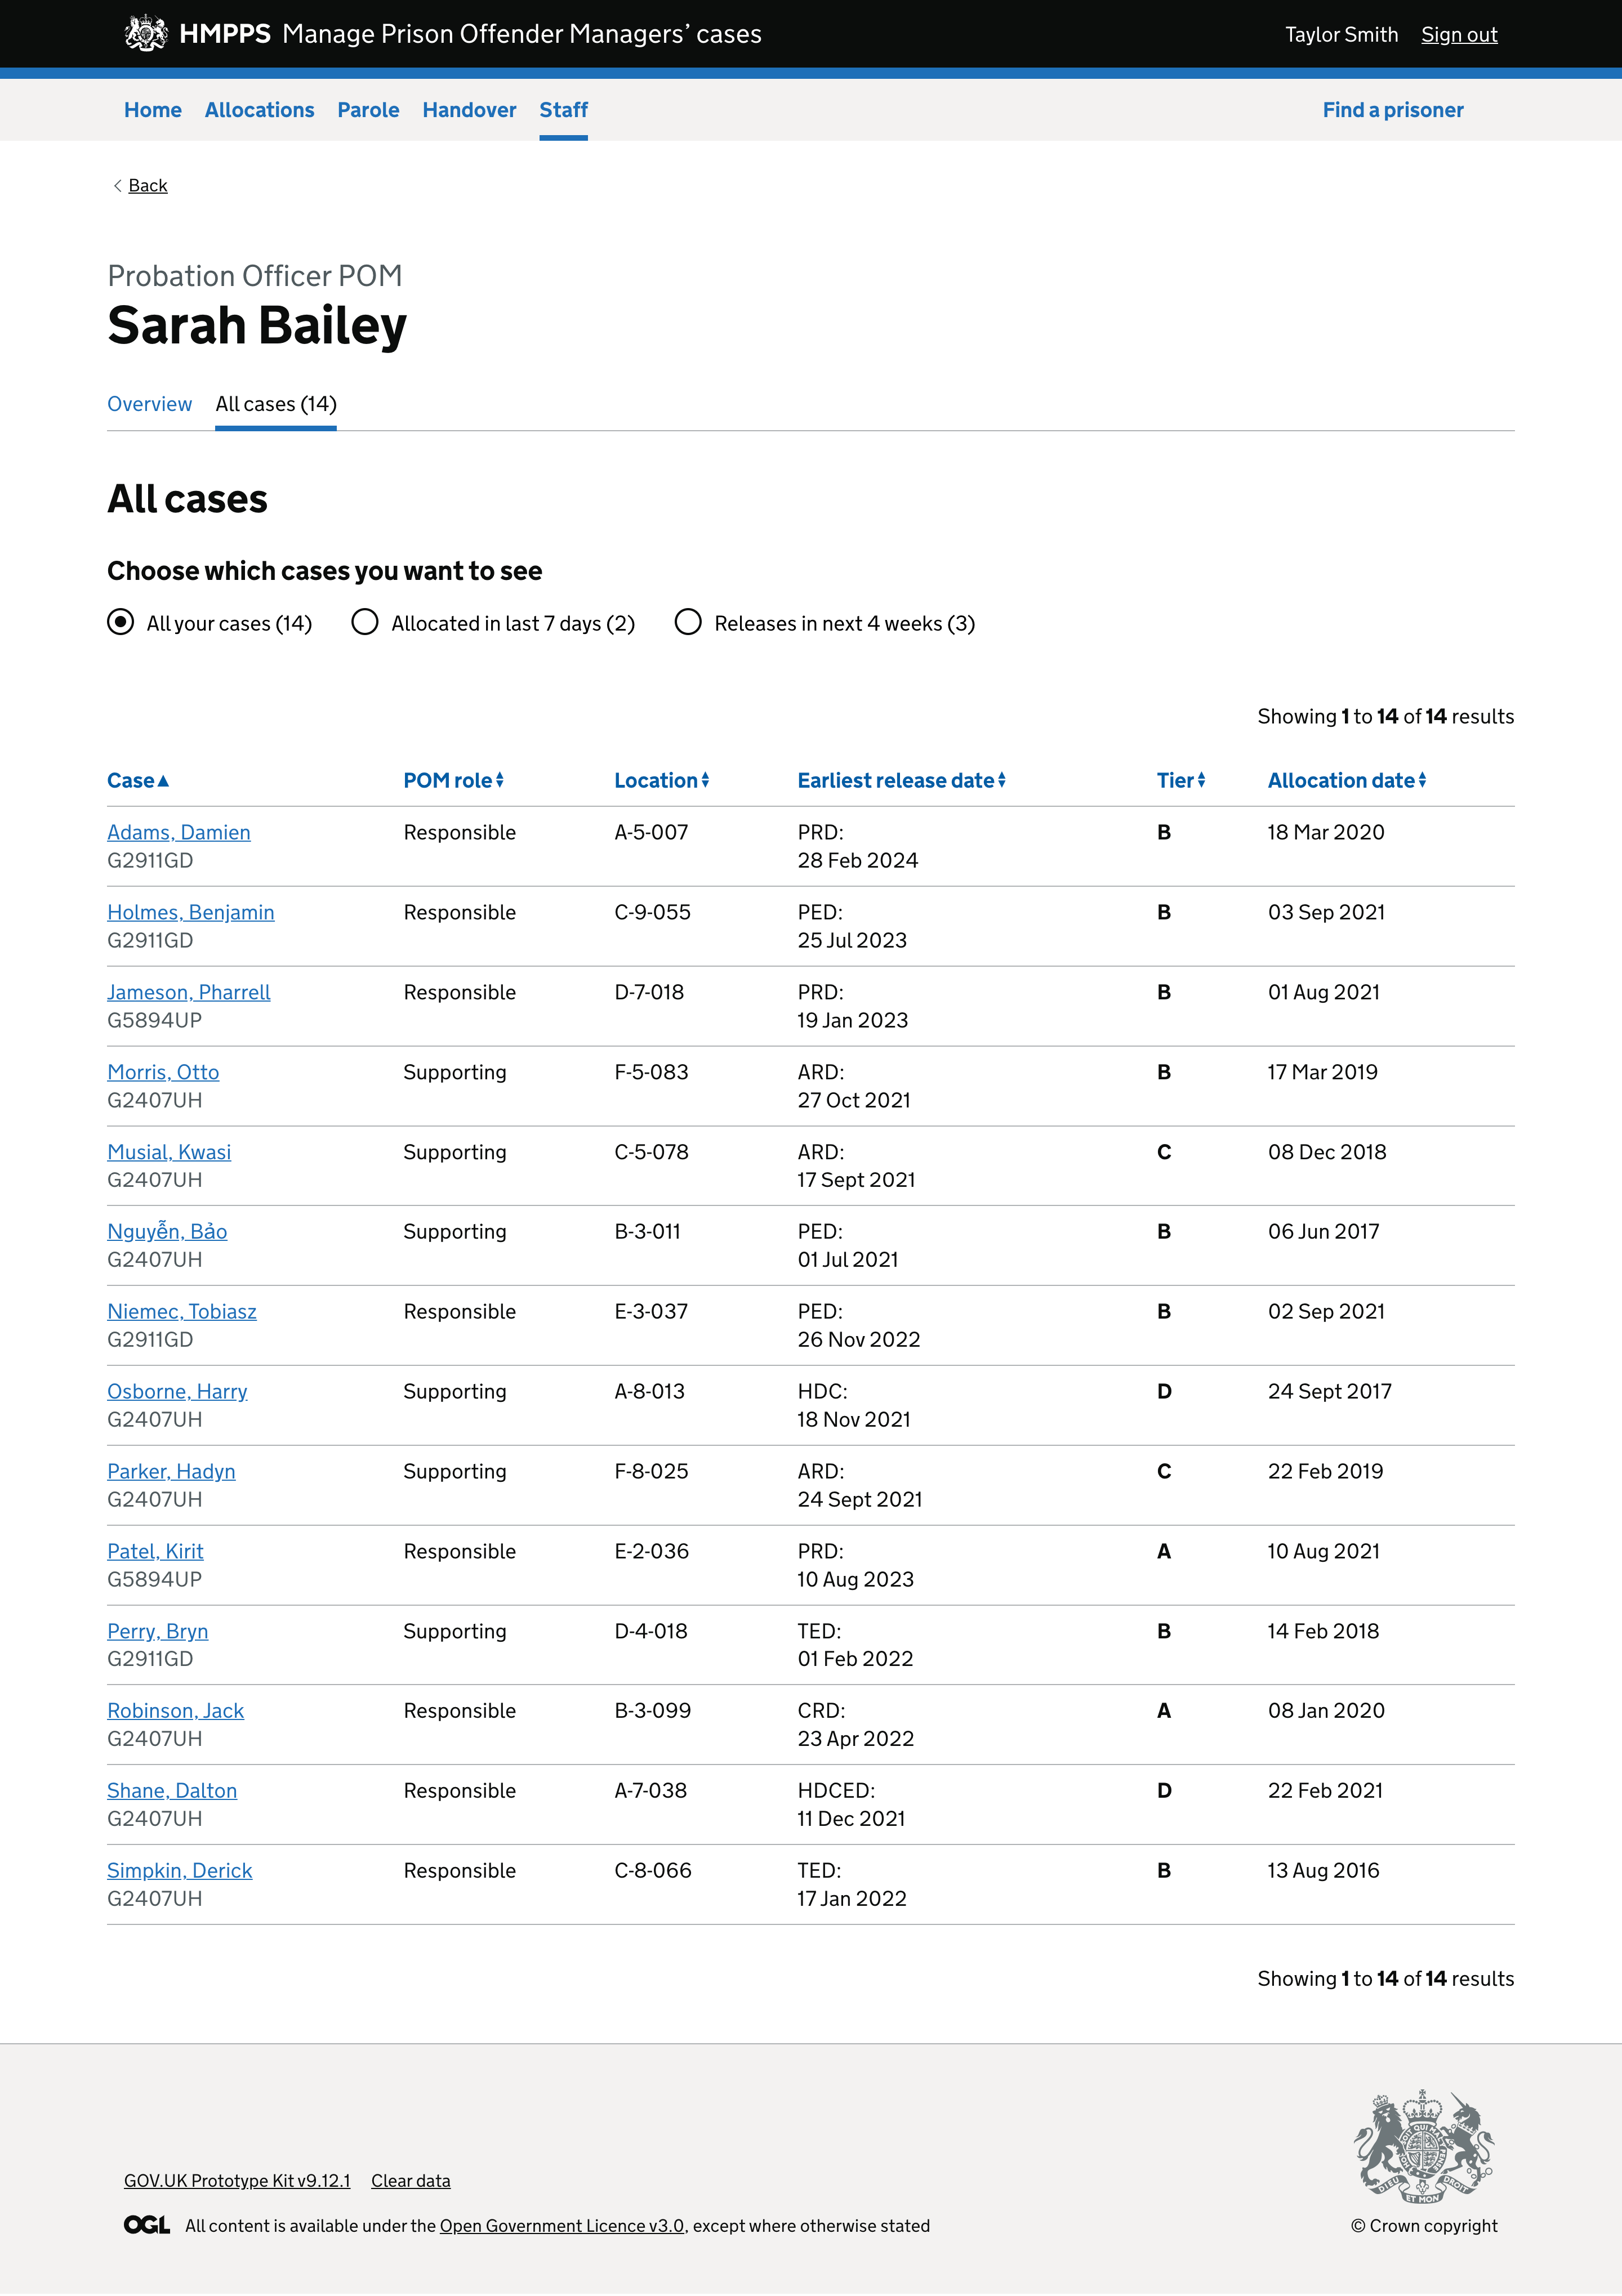 HMPPS Manage Prison Offender Managers’ cases Taylor Smith Sign out
Home Allocations Parole Handover Staff Find a prisoner
Back
Probation Officer POM
Sarah Bailey
Overview All cases (14)
All cases
Choose which cases you want to see
All your cases (14) Allocated in last 7 days (2) Releases in next 4 weeks (3)
Showing 1 to 14 of 14 results
Case POM role Location Earliest release date Tier Allocation date
Adams, Damien Responsible A-5-007 PRD: B 18 Mar 2020
G2911GD 28 Feb 2024
Holmes, Benjamin Responsible C-9-055 PED: B 03 Sep 2021
G2911GD 25 Jul 2023
Jameson, Pharrell Responsible D-7-018 PRD: B 01 Aug 2021
G5894UP 19 Jan 2023
Morris, Otto Supporting F-5-083 ARD: B 17 Mar 2019
G2407UH 27 Oct 2021
Musial, Kwasi Supporting C-5-078 ARD: C 08 Dec 2018
G2407UH 17 Sept 2021
Nguyễn, Bảo Supporting B-3-011 PED: B 06 Jun 2017
G2407UH 01 Jul 2021
Niemec, Tobiasz Responsible E-3-037 PED: B 02 Sep 2021
G2911GD 26 Nov 2022
Osborne, Harry Supporting A-8-013 HDC: D 24 Sept 2017
G2407UH 18 Nov 2021
Parker, Hadyn Supporting F-8-025 ARD: C 22 Feb 2019
G2407UH 24 Sept 2021
Patel, Kirit Responsible E-2-036 PRD: A 10 Aug 2021
G5894UP 10 Aug 2023
Perry, Bryn Supporting D-4-018 TED: B 14 Feb 2018
G2911GD 01 Feb 2022
Robinson, Jack Responsible B-3-099 CRD: A 08 Jan 2020
G2407UH 23 Apr 2022
Shane, Dalton Responsible A-7-038 HDCED: D 22 Feb 2021
G2407UH 11 Dec 2021
Simpkin, Derick Responsible C-8-066 TED: B 13 Aug 2016
G2407UH 17 Jan 2022
Showing 1 to 14 of 14 results
GOV.UK Prototype Kit v9.12.1 Clear data
OGL All content is available under the Open Government Licence v3.0, except where otherwise stated
DIEU ET MON DROIT
© Crown copyright